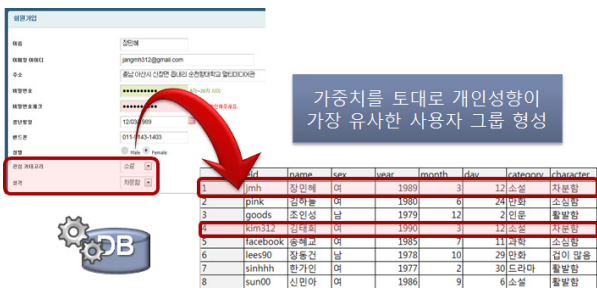 회원가입
이름
장민혜
이메일 아이디
jangmh312@gmail.com
주소
충남 아산시 신창면 읍내리 순천향대학교 멀티미디어관
비밀번호
비밀번호체크
생년월일
12/03/1989
핸드폰
성별
Male
Female
관심 카테고리
소설
성격
차분함
DB
가중치를 토대로 개인성향이
가장 유사한 사용자 그룹 형성
name sex year month day category character
1 jmh 장민혜 여 1989 3 12 소설 차분함
2 pink 김하늘 여 1980 6 24 만화 소심함
3 goods 조인성 남 1979 12 2 인문 활발함
4 kim312 김태희 여 1990 3 12 소설 차분함
5 facebook 송혜교 여 1985 7 11 과학 소심함
6 lees90 장동건 남 1978 10 29 만화 겁이 많음
7 sinhhh 한가인 여 1977 2 30 드라마 활발함
8 sun00 신민아 여 1986 9 6 소설 활발함